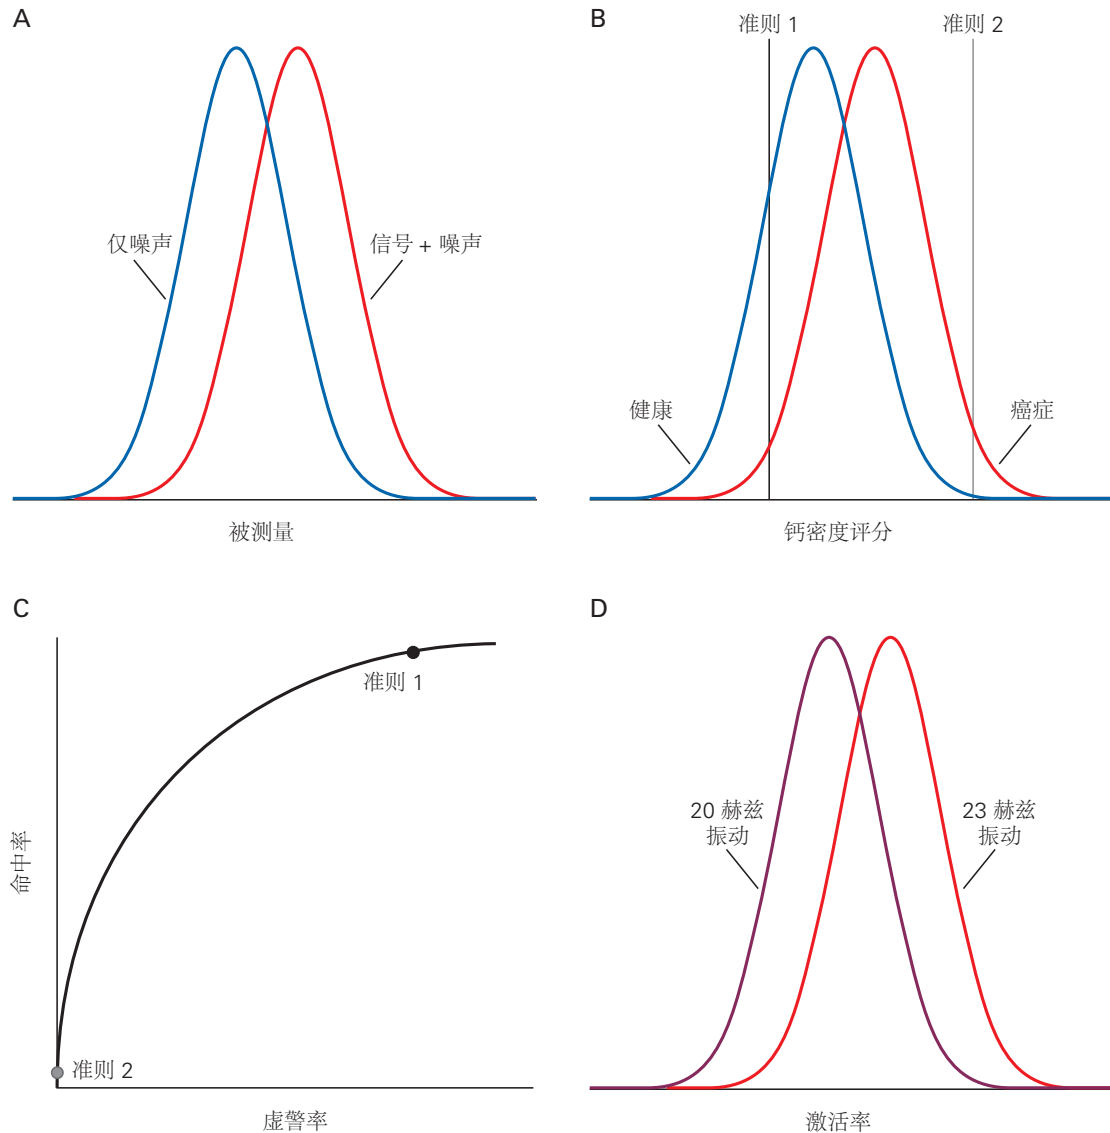 A
仅噪声
信号 + 噪声
被测量
B
准则 1
准则 2
健康
癌症
钙密度评分
C
命中率
准则 1
准则 2
虚警率
D
20 赫兹
振动
23 赫兹
振动
激活率